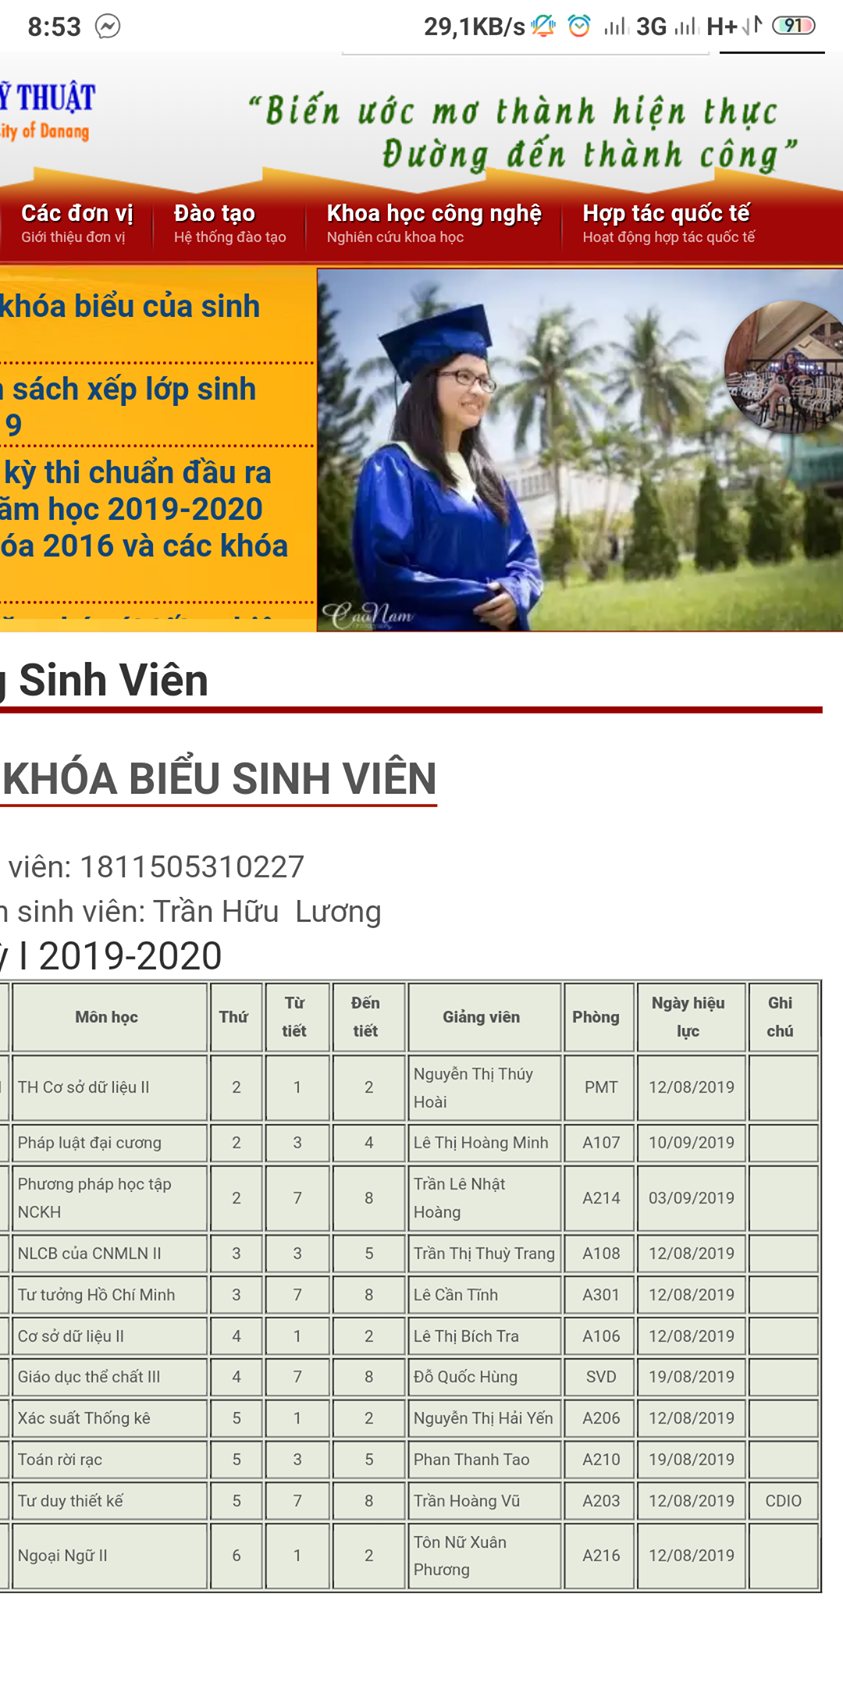 8:53 29,1KB/s 3G H+ 91
Ỹ THUẬT
ity of Danang
“Biến ước mơ thành hiện thực
Đường đến thành công”
Các đơn vị Đào tạo Khoa học công nghệ Hợp tác quốc tế
Giới thiệu đơn vị Hệ thống đào tạo Nghiên cứu khoa học Hoạt động hợp tác quốc tế
khóa biểu của sinh
sách xếp lớp sinh
9
kỳ thi chuẩn đầu ra
ăm học 2019-2020
óa 2016 và các khóa
CaoNam
g Sinh Viên
KHÓA BIỂU SINH VIÊN
viên: 1811505310227
n sinh viên: Trần Hữu Lương
ỳ I 2019-2020
Môn học Thứ Từ tiết Đến tiết Giảng viên Phòng Ngày hiệu lực Ghi chú
TH Cơ sở dữ liệu II 2 1 2 Nguyễn Thị Thúy Hoài PMT 12/08/2019
Pháp luật đại cương 2 3 4 Lê Thị Hoàng Minh A107 10/09/2019
Phương pháp học tập NCKH 2 7 8 Trần Lê Nhật Hoàng A214 03/09/2019
NLCB của CNMLN II 3 3 5 Trần Thị Thuỳ Trang A108 12/08/2019
Tư tưởng Hồ Chí Minh 3 7 8 Lê Cần Tĩnh A301 12/08/2019
Cơ sở dữ liệu II 4 1 2 Lê Thị Bích Tra A106 12/08/2019
Giáo dục thể chất III 4 7 8 Đỗ Quốc Hùng SVD 19/08/2019
Xác suất Thống kê 5 1 2 Nguyễn Thị Hải Yến A206 12/08/2019
Toán rời rạc 5 3 5 Phan Thanh Tao A210 19/08/2019
Tư duy thiết kế 5 7 8 Trần Hoàng Vũ A203 12/08/2019 CDIO
Ngoại Ngữ II 6 1 2 Tôn Nữ Xuân Phương A216 12/08/2019